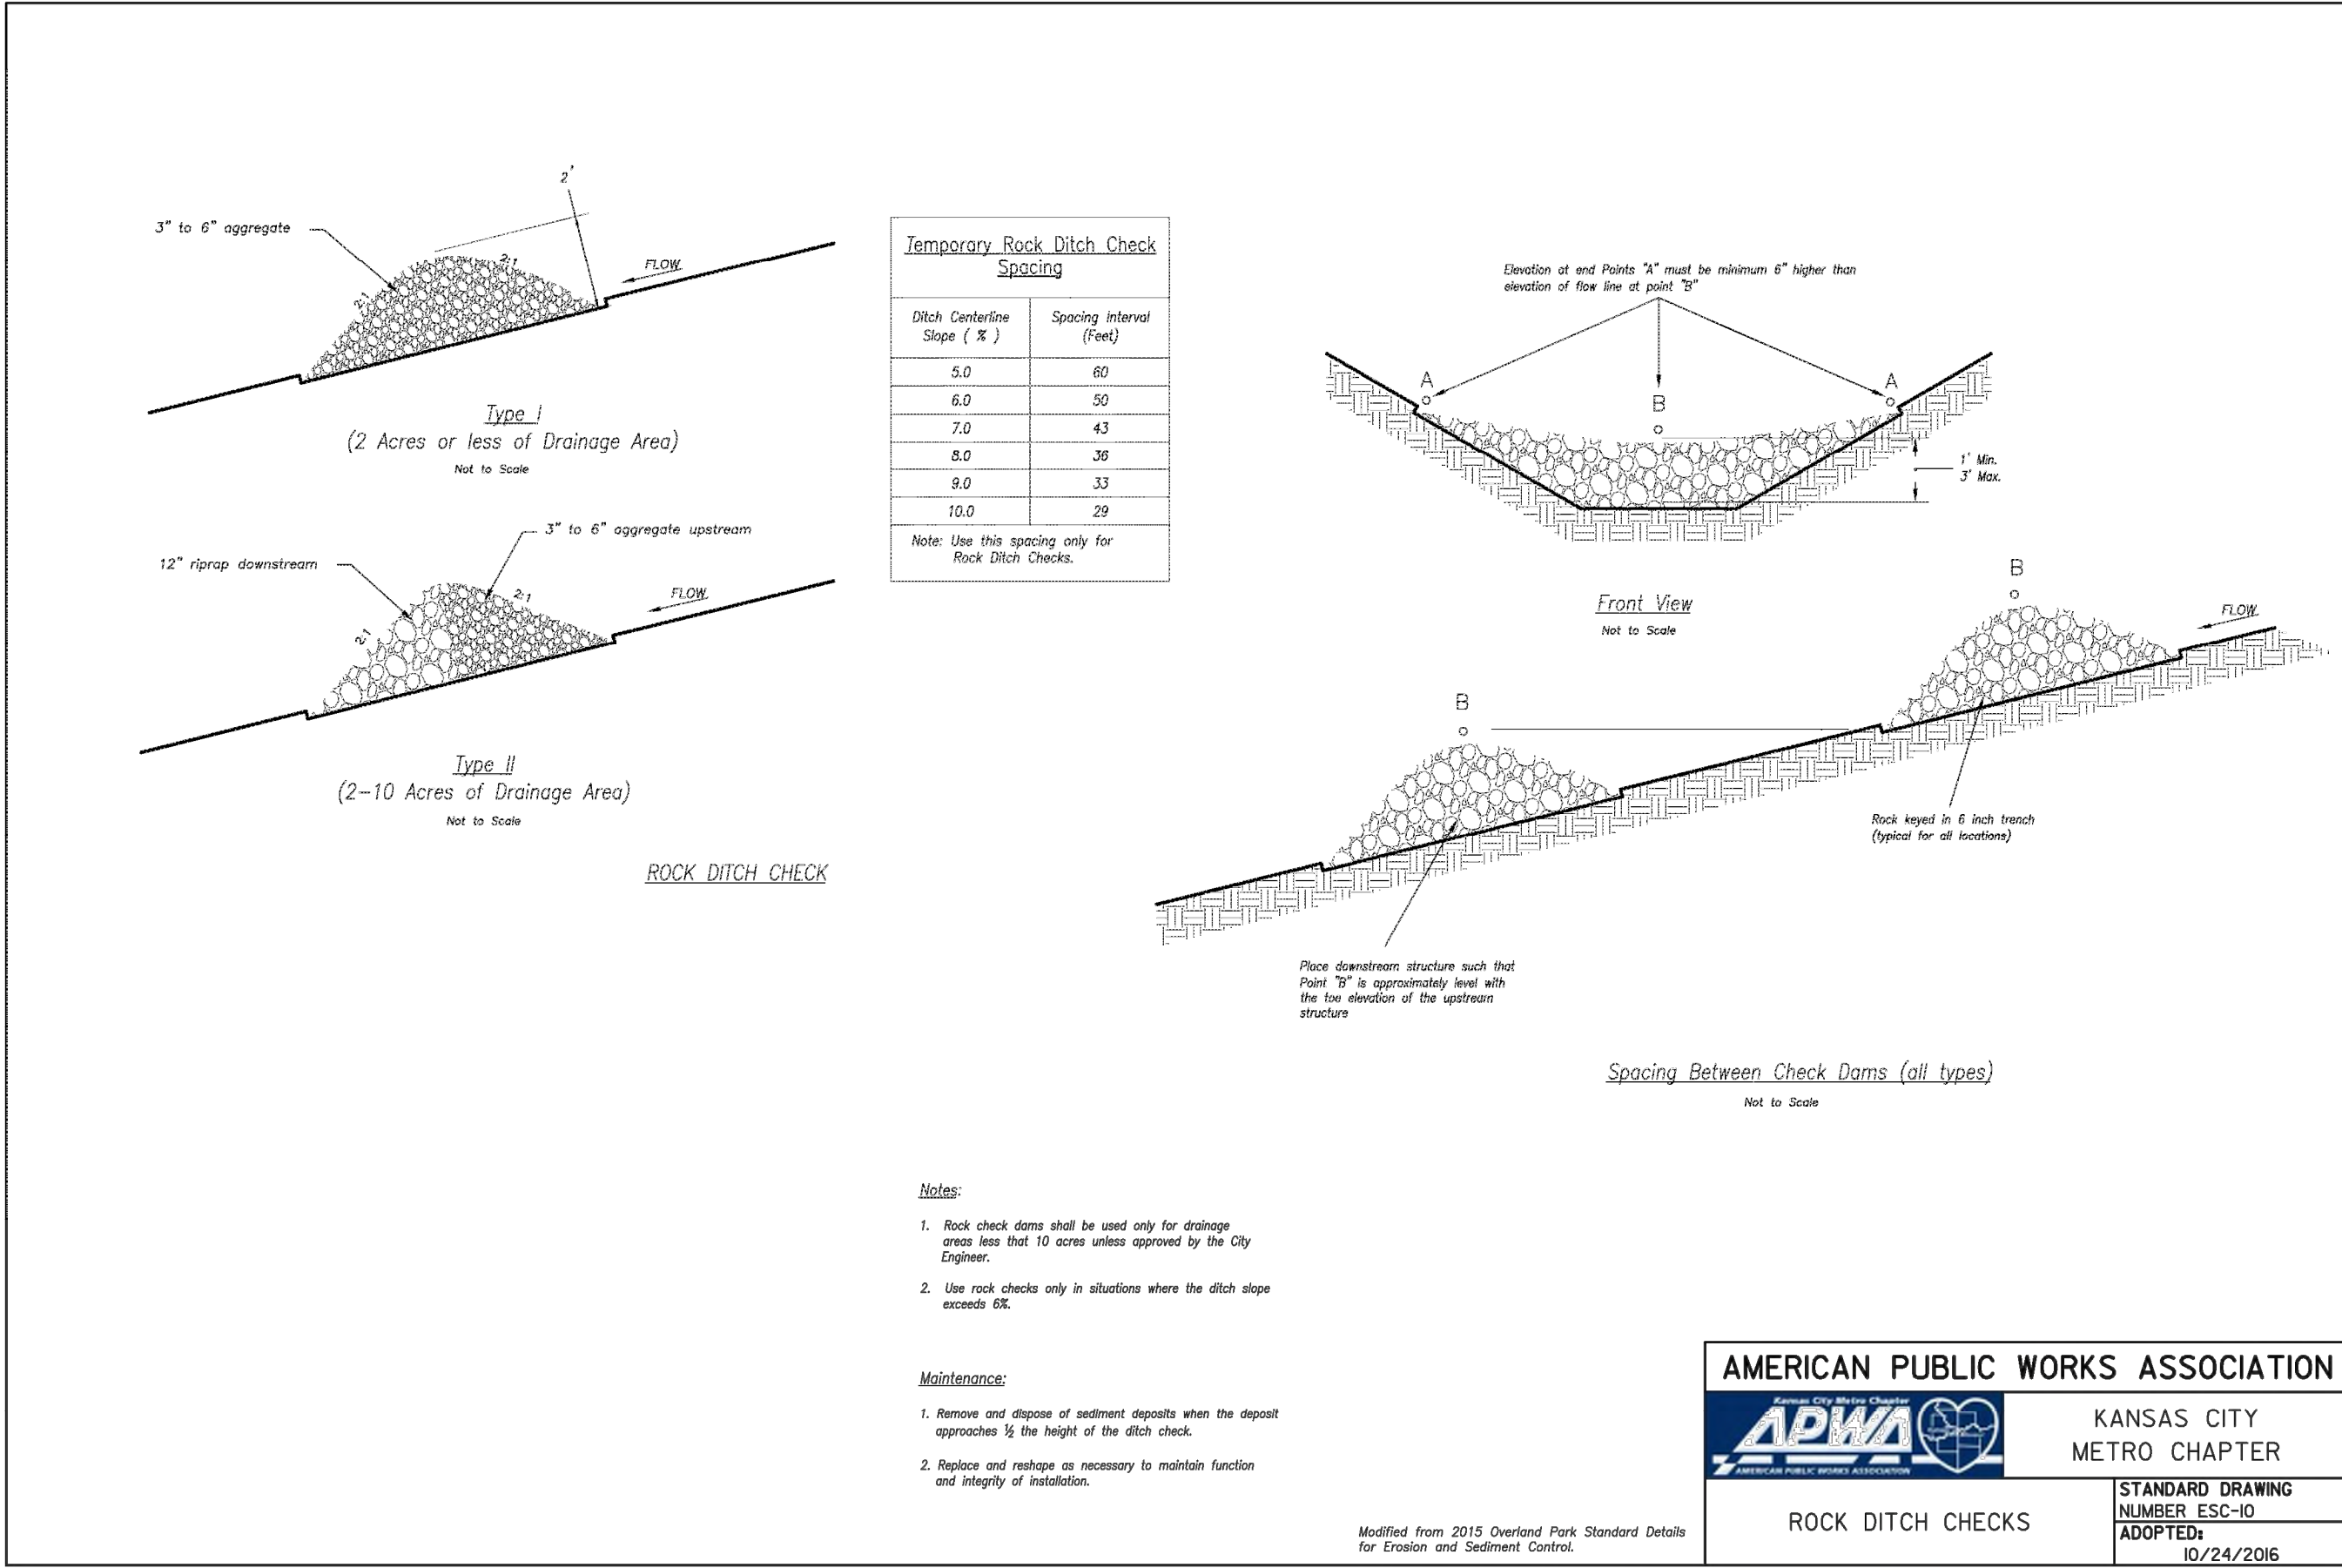 2'
3" to 6" aggregate
2:1
2:1
FLOW
Type I
(2 Acres or less of Drainage Area)
Not to Scale
3" to 6" aggregate upstream
12" riprap downstream
2:1
2:1
FLOW
Type II
(2-10 Acres of Drainage Area)
Not to Scale
ROCK DITCH CHECK
Temporary Rock Ditch Check
Spacing
Ditch Centerline
Slope ( % )
Spacing Interval
(Feet)
5.0 60
6.0 50
7.0 43
8.0 36
9.0 33
10.0 29
Note: Use this spacing only for
Rock Ditch Checks.
Elevation at end Points "A" must be minimum 6" higher than
elevation of flow line at point "B"
A
B
A
1' Min.
3' Max.
Front View
Not to Scale
B
FLOW
B
Rock keyed in 6 inch trench
(typical for all locations)
Place downstream structure such that
Point "B" is approximately level with
the toe elevation of the upstream
structure
Spacing Between Check Dams (all types)
Not to Scale
Notes:
1. Rock check dams shall be used only for drainage
areas less that 10 acres unless approved by the City
Engineer.
2. Use rock checks only in situations where the ditch slope
exceeds 6%.
Maintenance:
1. Remove and dispose of sediment deposits when the deposit
approaches ½ the height of the ditch check.
2. Replace and reshape as necessary to maintain function
and integrity of installation.
Modified from 2015 Overland Park Standard Details
for Erosion and Sediment Control.
AMERICAN PUBLIC WORKS ASSOCIATION
Kansas City Metro Chapter
APWA
AMERICAN PUBLIC WORKS ASSOCIATION
KANSAS CITY
METRO CHAPTER
ROCK DITCH CHECKS
STANDARD DRAWING
NUMBER ESC-10
ADOPTED:
10/24/2016